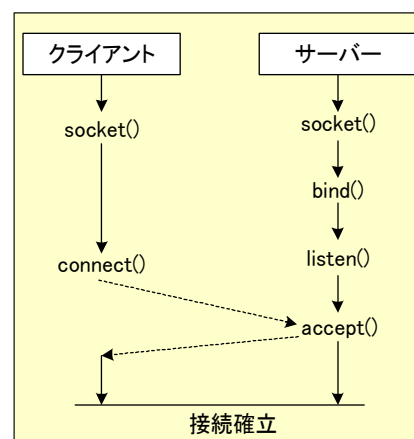 クライアント
サーバー
socket()
socket()
bind()
connect()
listen()
accept()
接続確立